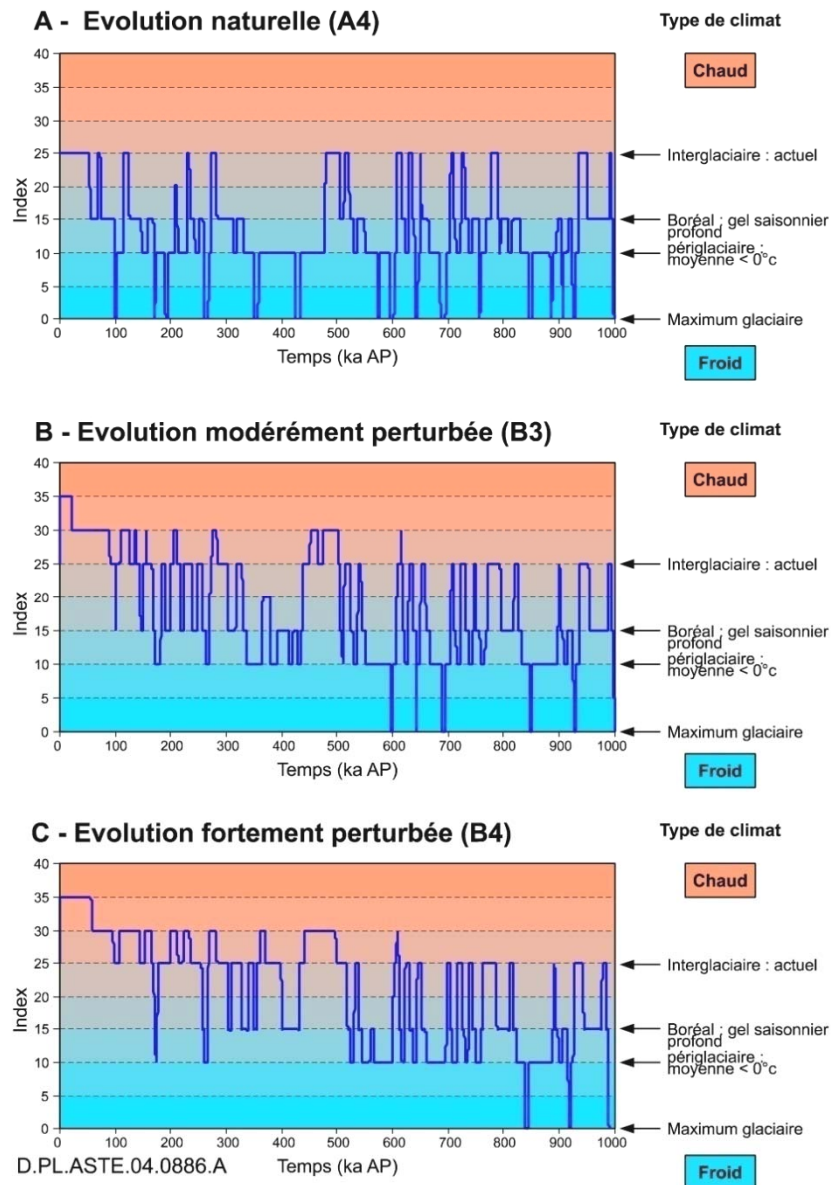 A - Evolution naturelle (A4)
Type de climat
40
35
30
25
20
15
10
5
0
Index
0 100 200 300 400 500 600 700 800 900 1000
Temps (ka AP)
Chaud
Interglaciaire : actuel
Boréal : gel saisonnier
profond
périglaciaire :
moyenne < 0°c
Maximum glaciaire
Froid
B - Evolution modérément perturbée (B3)
Type de climat
40
35
30
25
20
15
10
5
0
Index
0 100 200 300 400 500 600 700 800 900 1000
Temps (ka AP)
Chaud
Interglaciaire : actuel
Boréal : gel saisonnier
profond
périglaciaire :
moyenne < 0°c
Maximum glaciaire
Froid
C - Evolution fortement perturbée (B4)
Type de climat
40
35
30
25
20
15
10
5
0
Index
0 100 200 300 400 500 600 700 800 900 1000
Temps (ka AP)
Chaud
Interglaciaire : actuel
Boréal : gel saisonnier
profond
périglaciaire :
moyenne < 0°c
Maximum glaciaire
Froid
D.PL.ASTE.04.0886.A